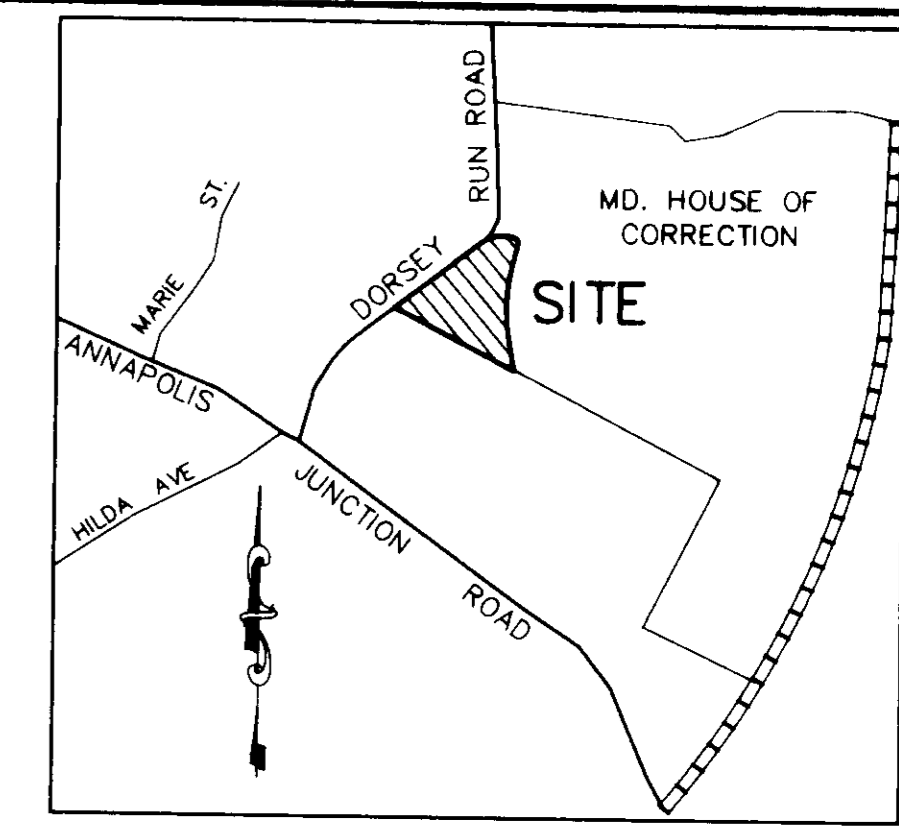 RUN ROAD
MD. HOUSE OF
CORRECTION
MARIE ST.
DORSEY
SITE
ANNAPOLIS
HILDA AVE
JUNCTION
ROAD